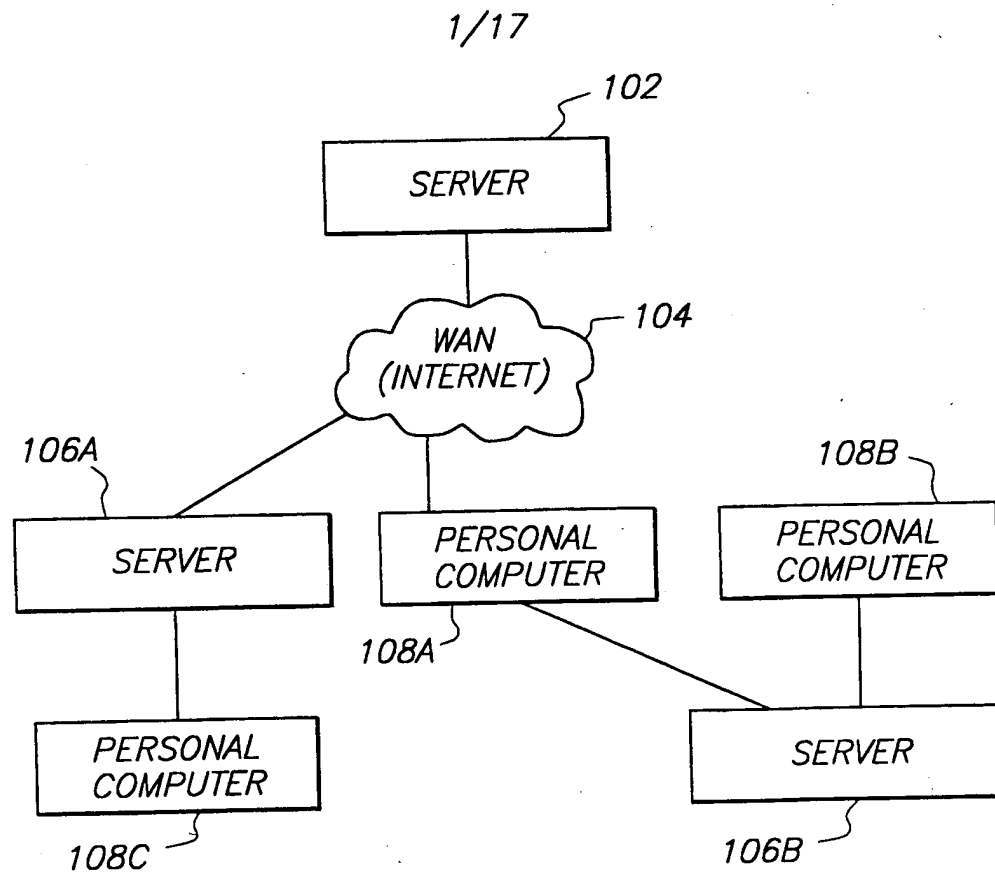 1/17
102
SERVER
104
WAN
(INTERNET)
106A
108B
SERVER
PERSONAL
COMPUTER
PERSONAL
COMPUTER
108A
PERSONAL
COMPUTER
SERVER
108C
106B